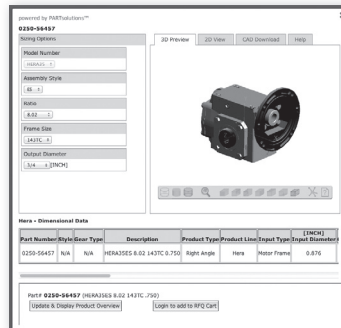 powered by PARTsolutions™
0250-56457
Sizing Options
Model Number
HERA35
Assembly Style
ES
Ratio
8.02
Frame Size
143TC
Output Diameter
3/4 [INCH]
3D Preview 2D View CAD Download Help
Hera • Dimensional Data
Part Number Style Gear Type Description Product Type Product Line Input Type [INCH] Input Diameter
0250-56457 N/A N/A HERA35ES 8.02 143TC 0.750 Right Angle Hera Motor Frame 0.876
Part# 0250-56457 (HERA35ES 8.02 143TC .750)
Update & Display Product Overview Login to add to RFQ Cart